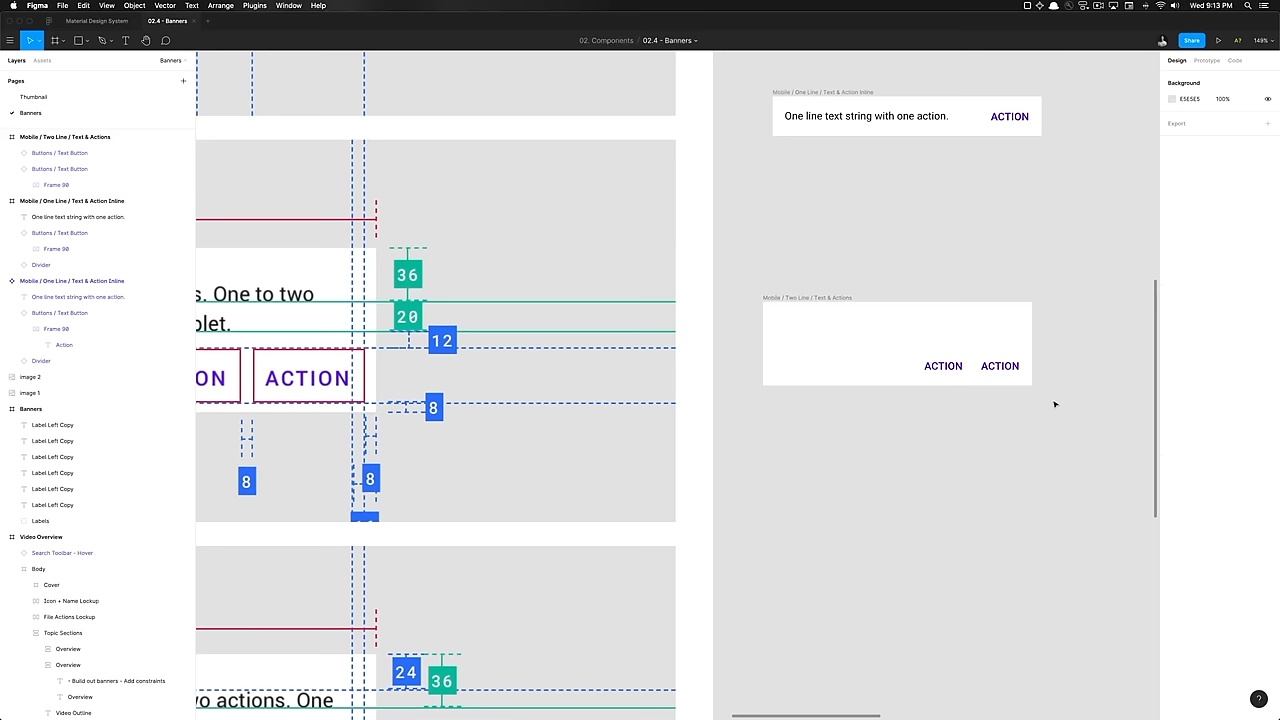 Figma File Edit View Object Vector Text Arrange Plugins Window Help
Wed 9:13 PM
Material Design System
02.4 - Banners
02. Components / 02.4 - Banners
Share
A?
149%
Layers
Assets
Banners
Pages
Thumbnail
Banners
Mobile / Two Line / Text & Actions
Buttons / Text Button
Buttons / Text Button
Frame 90
Mobile / One Line / Text & Action Inline
One line text string with one action.
Buttons / Text Button
Frame 90
Divider
Mobile / One Line / Text & Action Inline
One line text string with one action.
Buttons / Text Button
Frame 90
Action
Divider
image 2
image 1
Banners
Label Left Copy
Label Left Copy
Label Left Copy
Label Left Copy
Label Left Copy
Label Left Copy
Labels
Video Overview
Search Toolbar - Hover
Body
Cover
Icon + Name Lockup
File Actions Lockup
Topic Sections
Overview
Overview
- Build out banners - Add constraints
Overview
Video Outline
s. One to two
plet.
ON
ACTION
36
20
12
8
8
8
24
36
vo actions. One
Mobile / One Line / Text & Action Inline
One line text string with one action.
ACTION
Mobile / Two Line / Text & Actions
ACTION
ACTION
Design
Prototype
Code
Background
E5E5E5
100%
Export
?